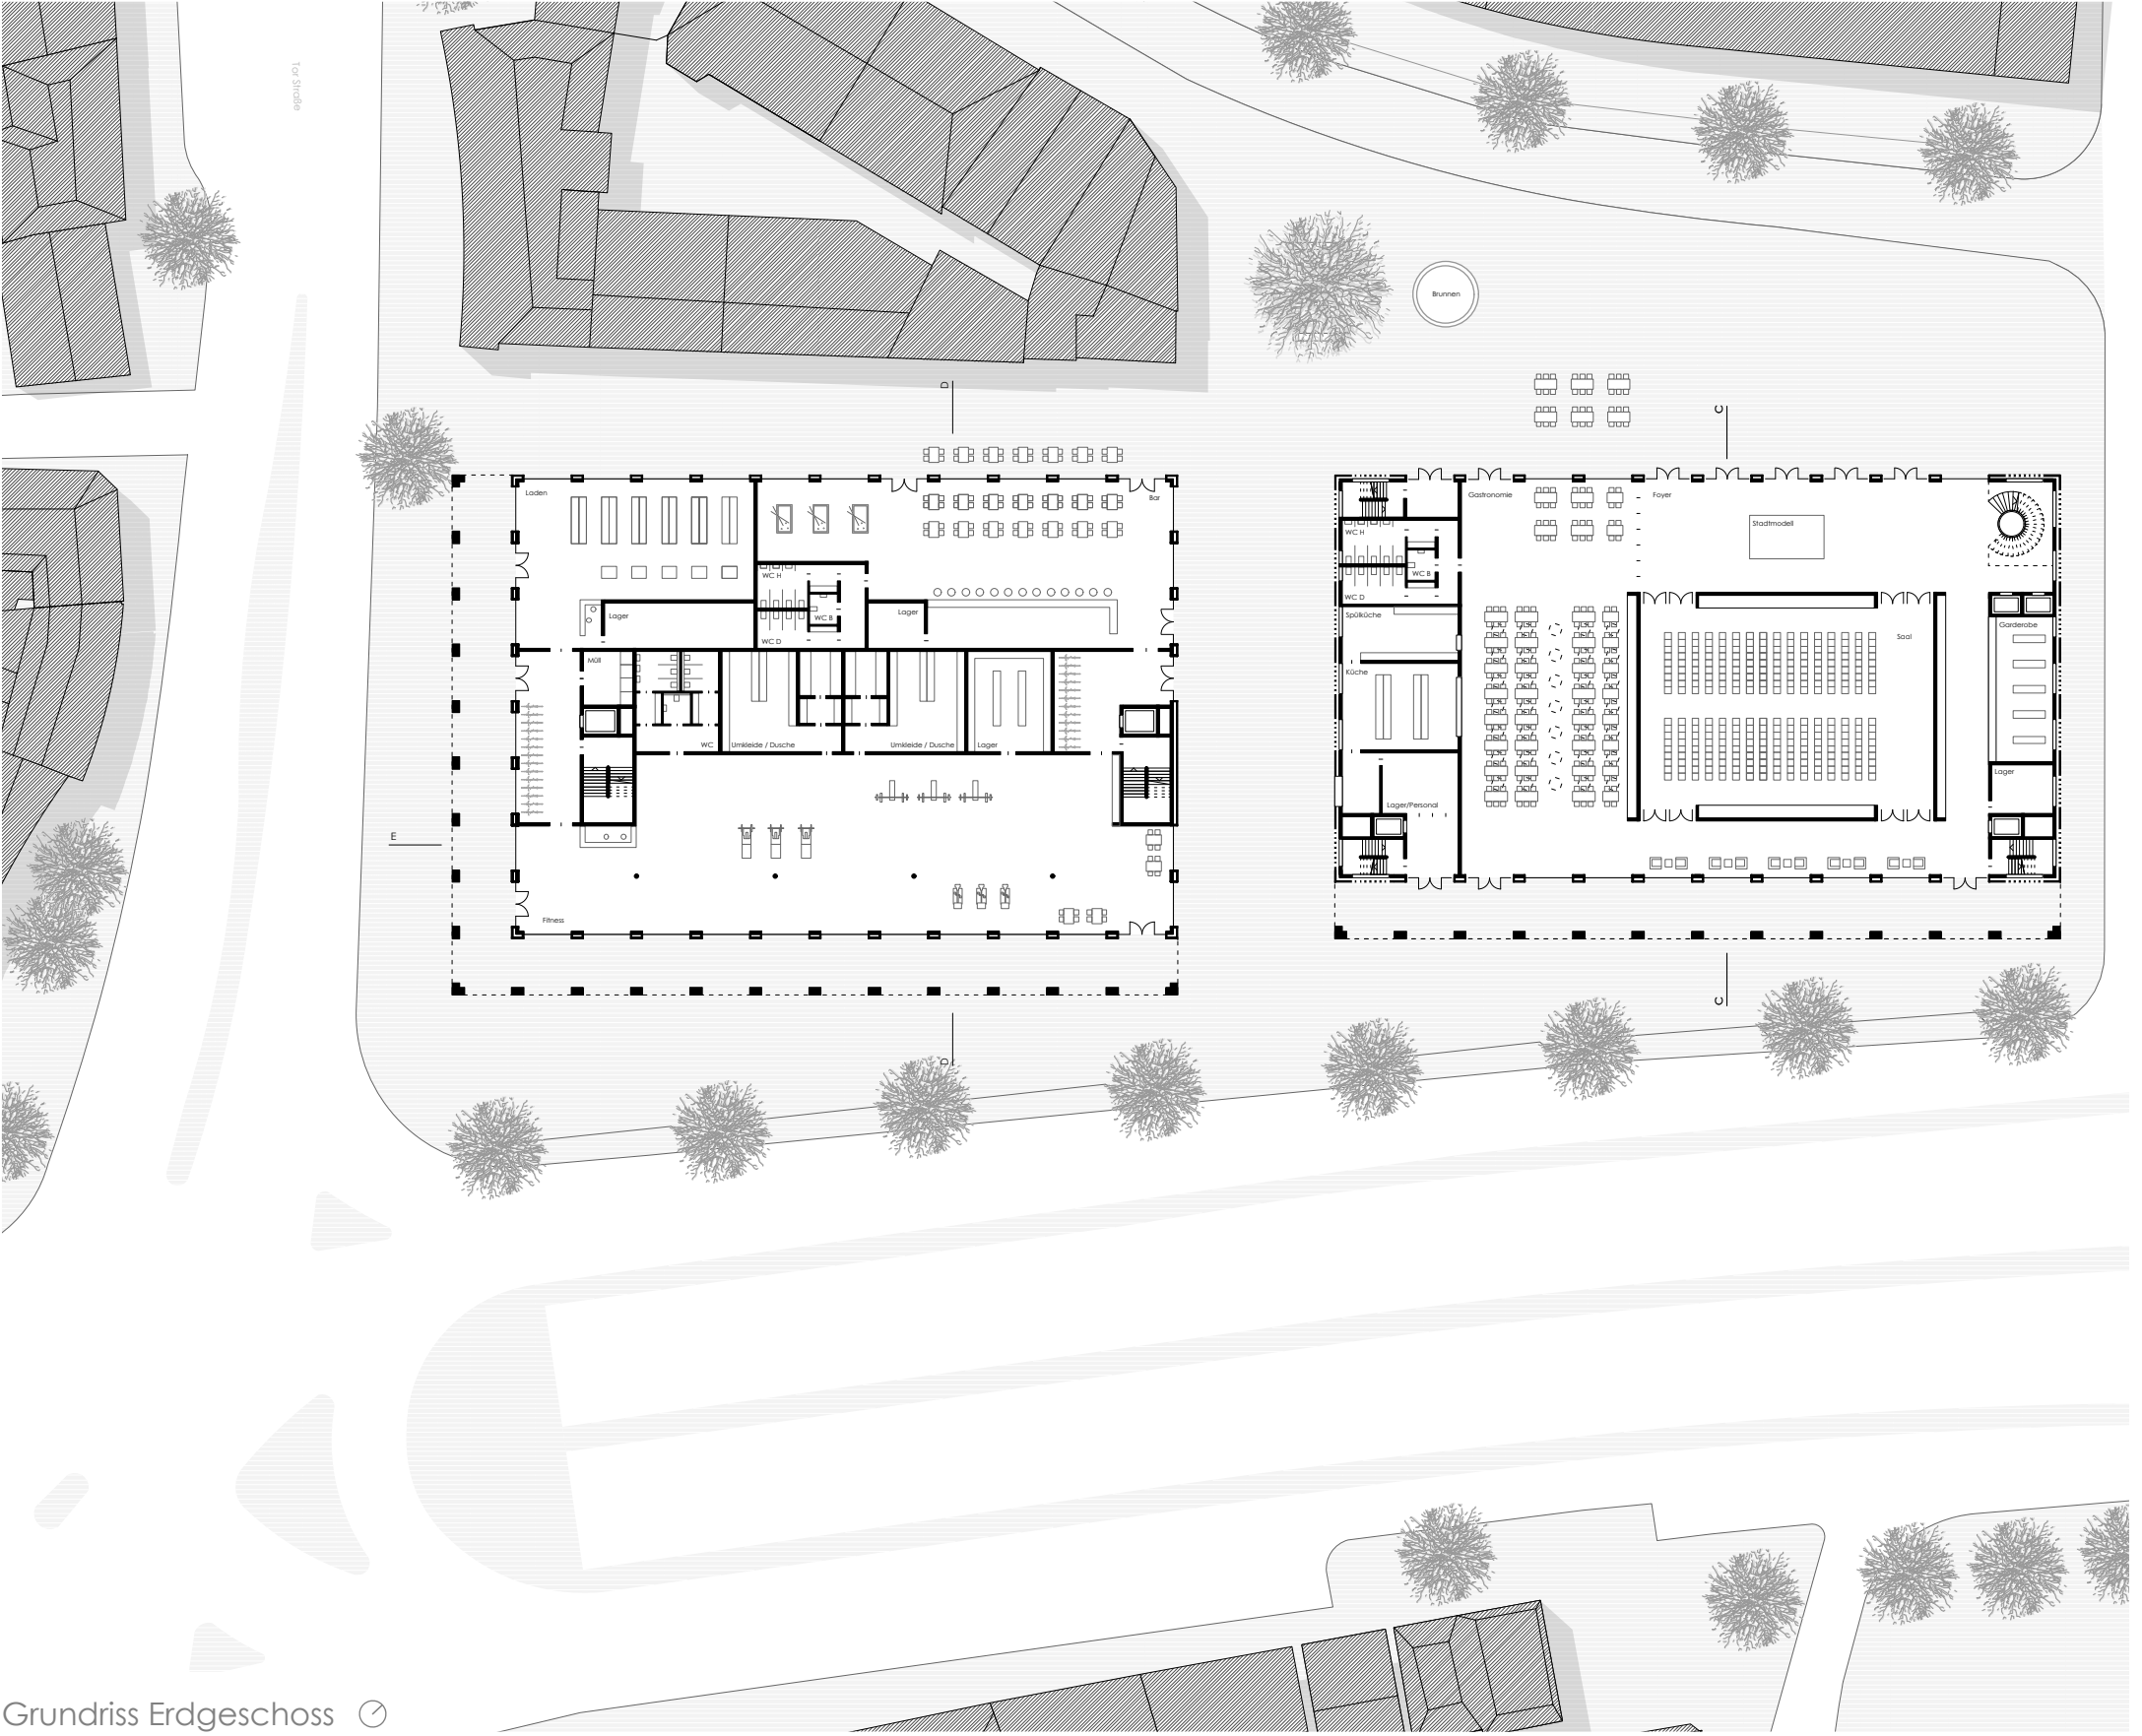 Tor Straße
Brunnen
D
C
Laden
Bar
Gastronomie
Foyer
Stadtmodell
WC H
WC B
WC D
Lager
Lager
WC H
WC B
WC D
Spülküche
Saal
Garderobe
Müll
Küche
WC
Umkleide / Dusche
Umkleide / Dusche
Lager
Lager
Lager/Personal
E
Fitness
C
D
Grundriss Erdgeschoss